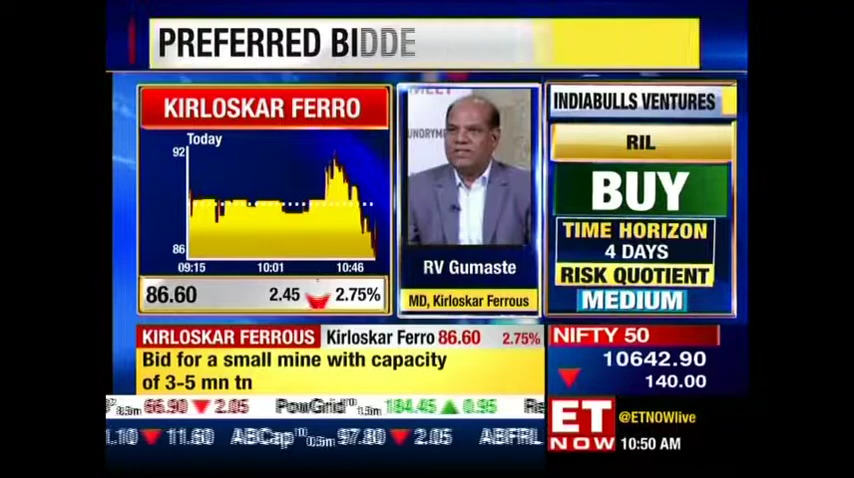 PREFERRED BIDDE
KIRLOSKAR FERRO
Today
92
86
09:15 10:01 10:46
86.60 2.45 2.75%
RV Gumaste
MD, Kirloskar Ferrous
INDIABULLS VENTURES
RIL
BUY
TIME HORIZON
4 DAYS
RISK QUOTIENT
MEDIUM
KIRLOSKAR FERROUS Kirloskar Ferro 86.60 2.75%
Bid for a small mine with capacity
of 3-5 mn tn
NIFTY 50
10642.90
140.00
66.90 2.05 PowGrid 184.45 0.95 Re
1.10 11.60 ABCap 97.80 2.05 ABFRL
ET
NOW
@ETNOWlive
10:50 AM